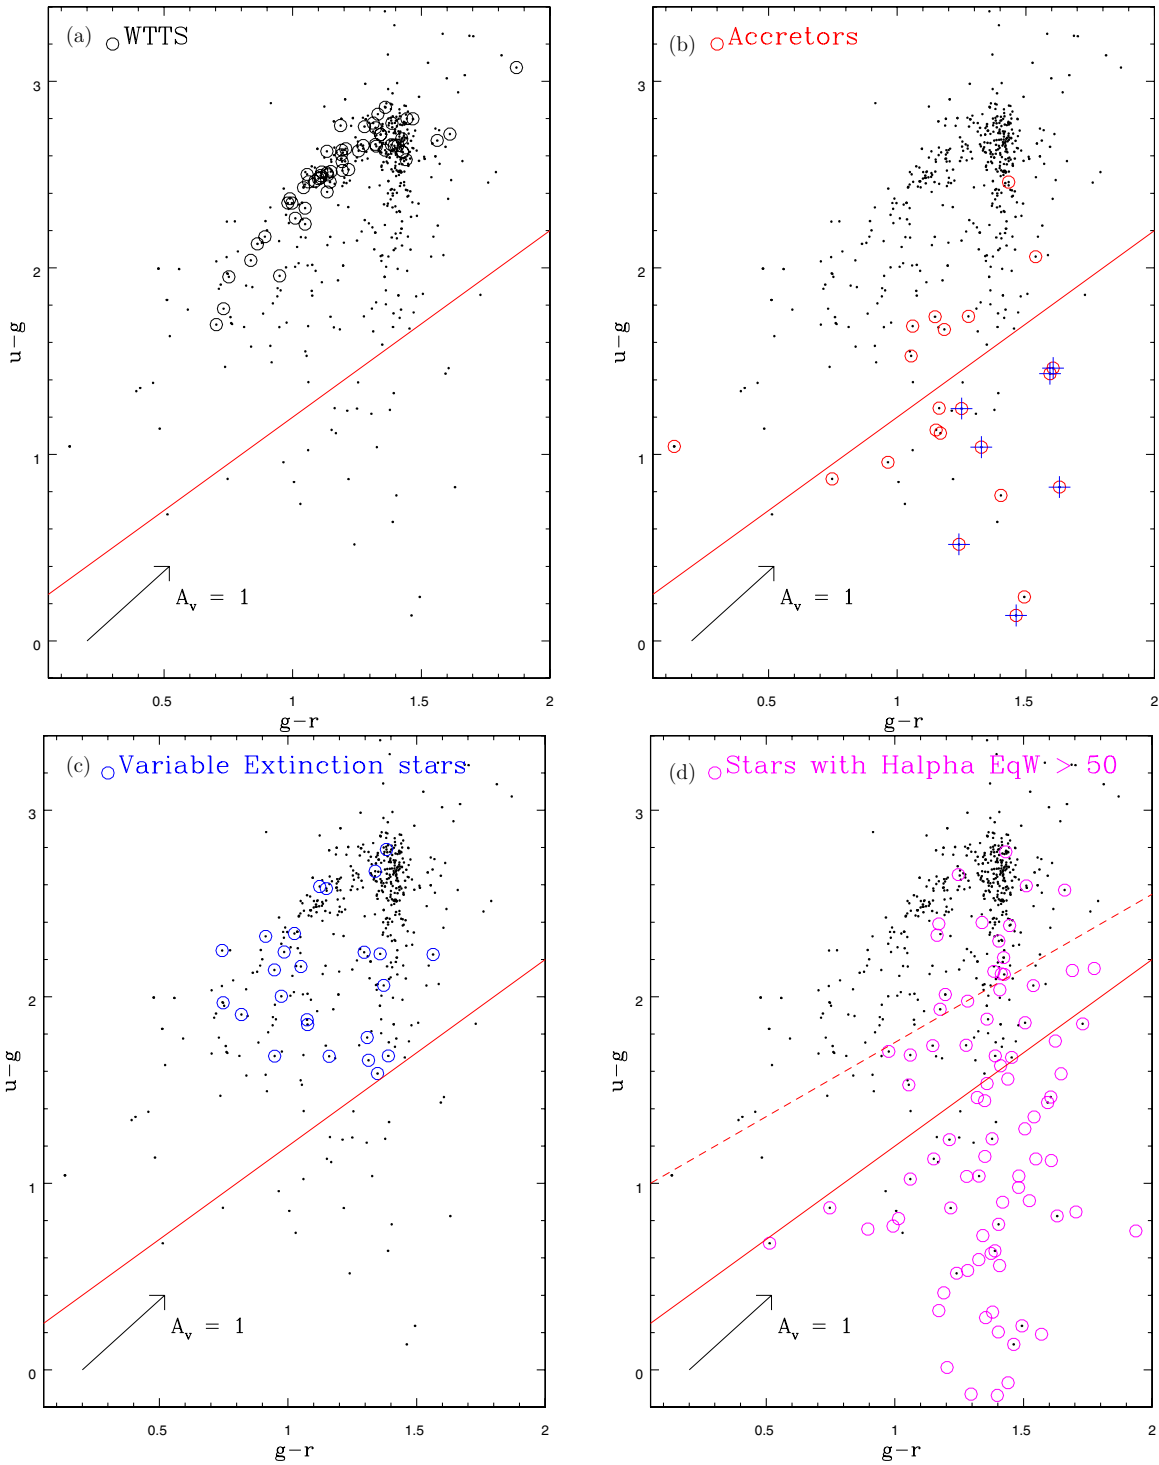 (a) WTTS
3
2
1
0
u-g
A_v = 1
0.5 1 1.5 2
g-r
(b) Accretors
3
2
1
0
u-g
A_v = 1
0.5 1 1.5 2
g-r
(c) Variable Extinction stars
3
2
1
0
u-g
A_v = 1
0.5 1 1.5 2
g-r
(d) Stars with Halpha EqW > 50
3
2
1
0
u-g
A_v = 1
0.5 1 1.5 2
g-r